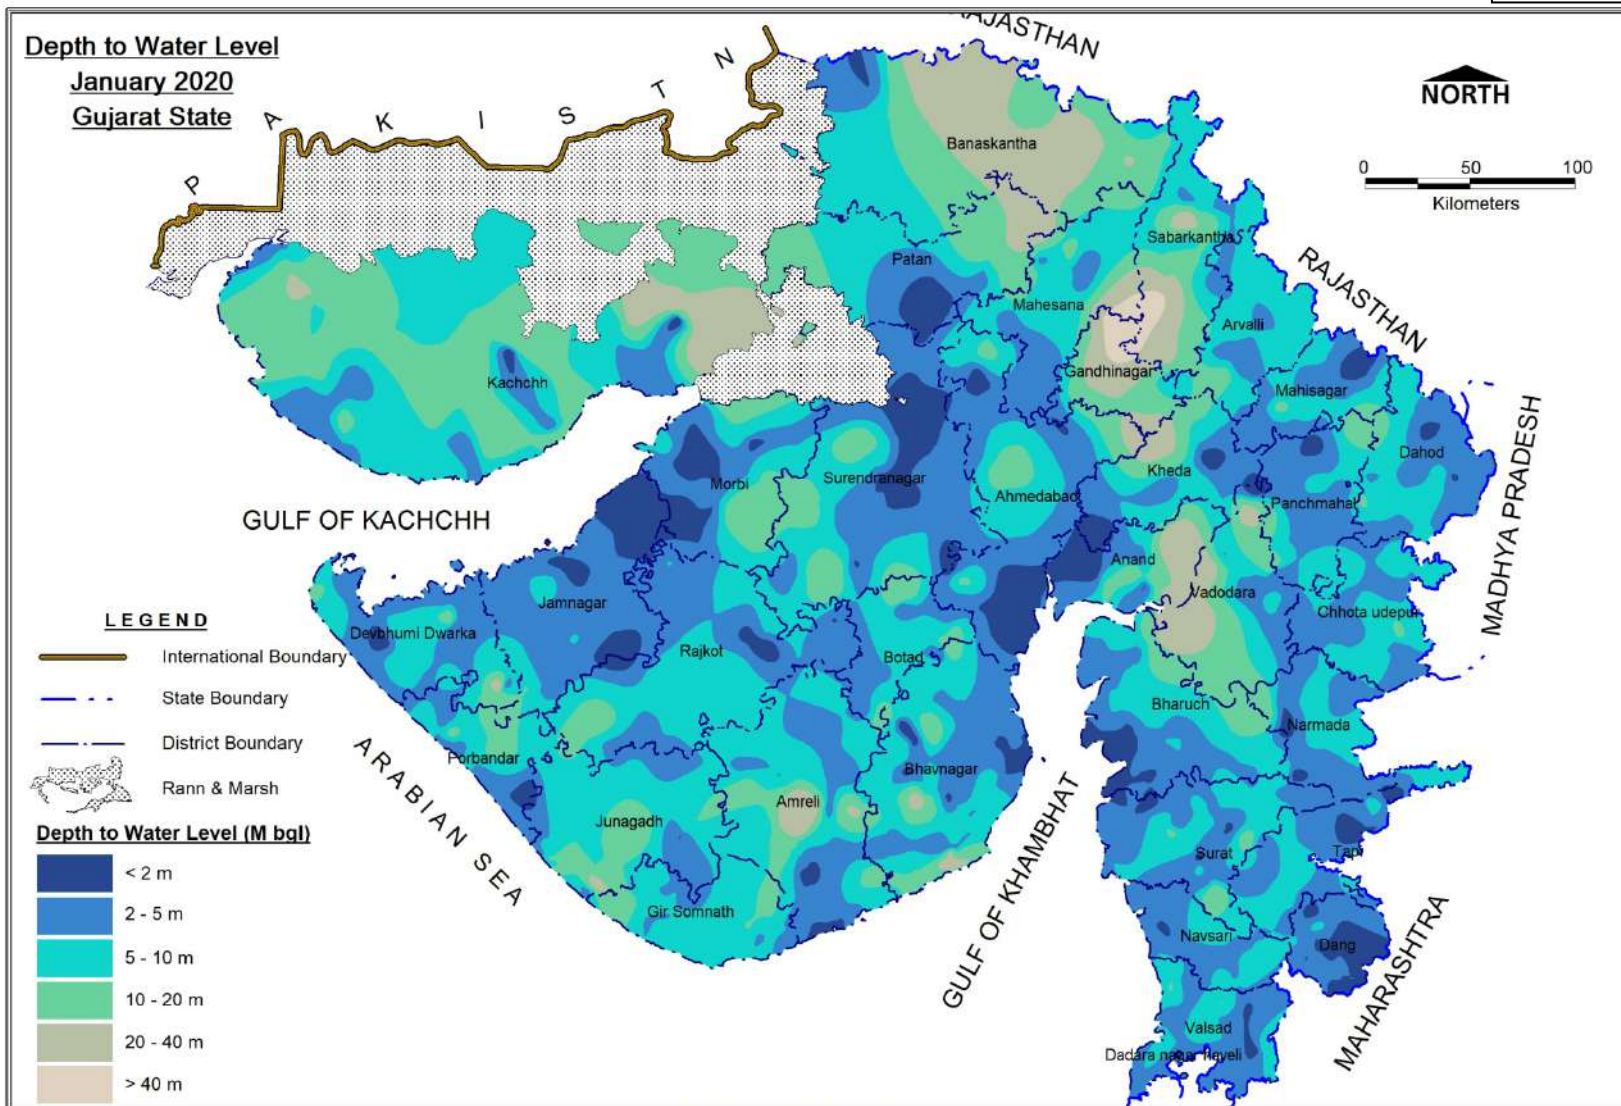 Depth to Water Level
January 2020
Gujarat State
P A K I S T N
RAJASTHAN
NORTH
0 50 100
Kilometers
RAJASTHAN
MADHYA PRADESH
MAHARASHTRA
GULF OF KACHCHH
ARABIAN SEA
GULF OF KHAMBHAT
Banaskantha
Sabarkantha
Patan
Mahesana
Arvalli
Gandhinagar
Kachchh
Mahisagar
Dahod
Morbi
Surendranagar
Ahmedabad
Kheda
Panchmahal
Anand
Vadodara
Chhota udepur
Jamnagar
Devbhumi Dwarka
Rajkot
Botad
Bharuch
Narmada
Porbandar
Bhavnagar
Amreli
Junagadh
Surat
Tapi
Gir Somnath
Navsari
Dang
Valsad
Dadara nagar haveli
LEGEND
International Boundary
State Boundary
District Boundary
Rann & Marsh
Depth to Water Level (M bgl)
< 2 m
2 - 5 m
5 - 10 m
10 - 20 m
20 - 40 m
> 40 m